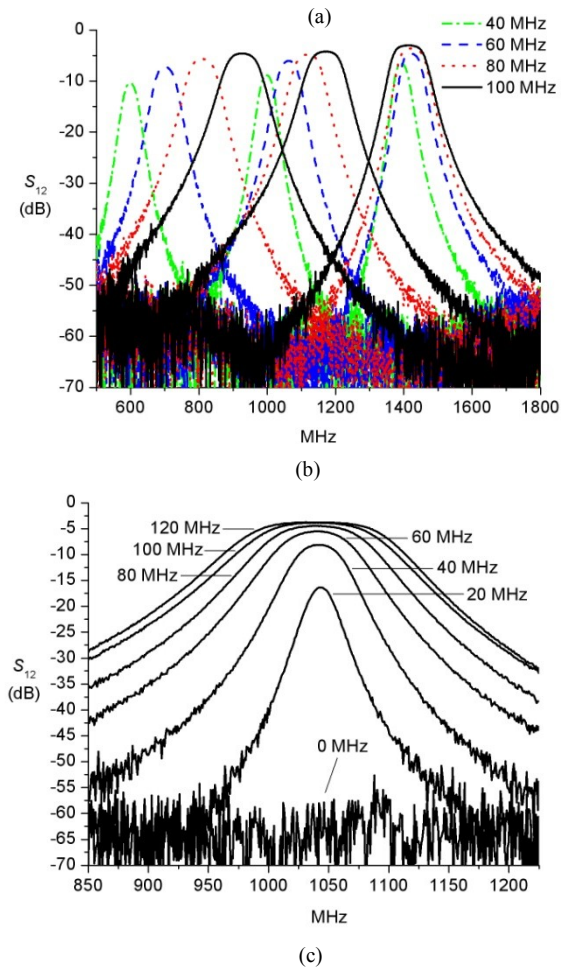 (a)
40 MHz
60 MHz
80 MHz
100 MHz
0
-10
-20
-30
-40
-50
-60
-70
S12
(dB)
600 800 1000 1200 1400 1600 1800
MHz
(b)
0
-5
-10
-15
-20
-25
-30
-35
-40
-45
-50
-55
-60
-65
-70
S12
(dB)
120 MHz
100 MHz
80 MHz
60 MHz
40 MHz
20 MHz
0 MHz
850 900 950 1000 1050 1100 1150 1200
MHz
(c)